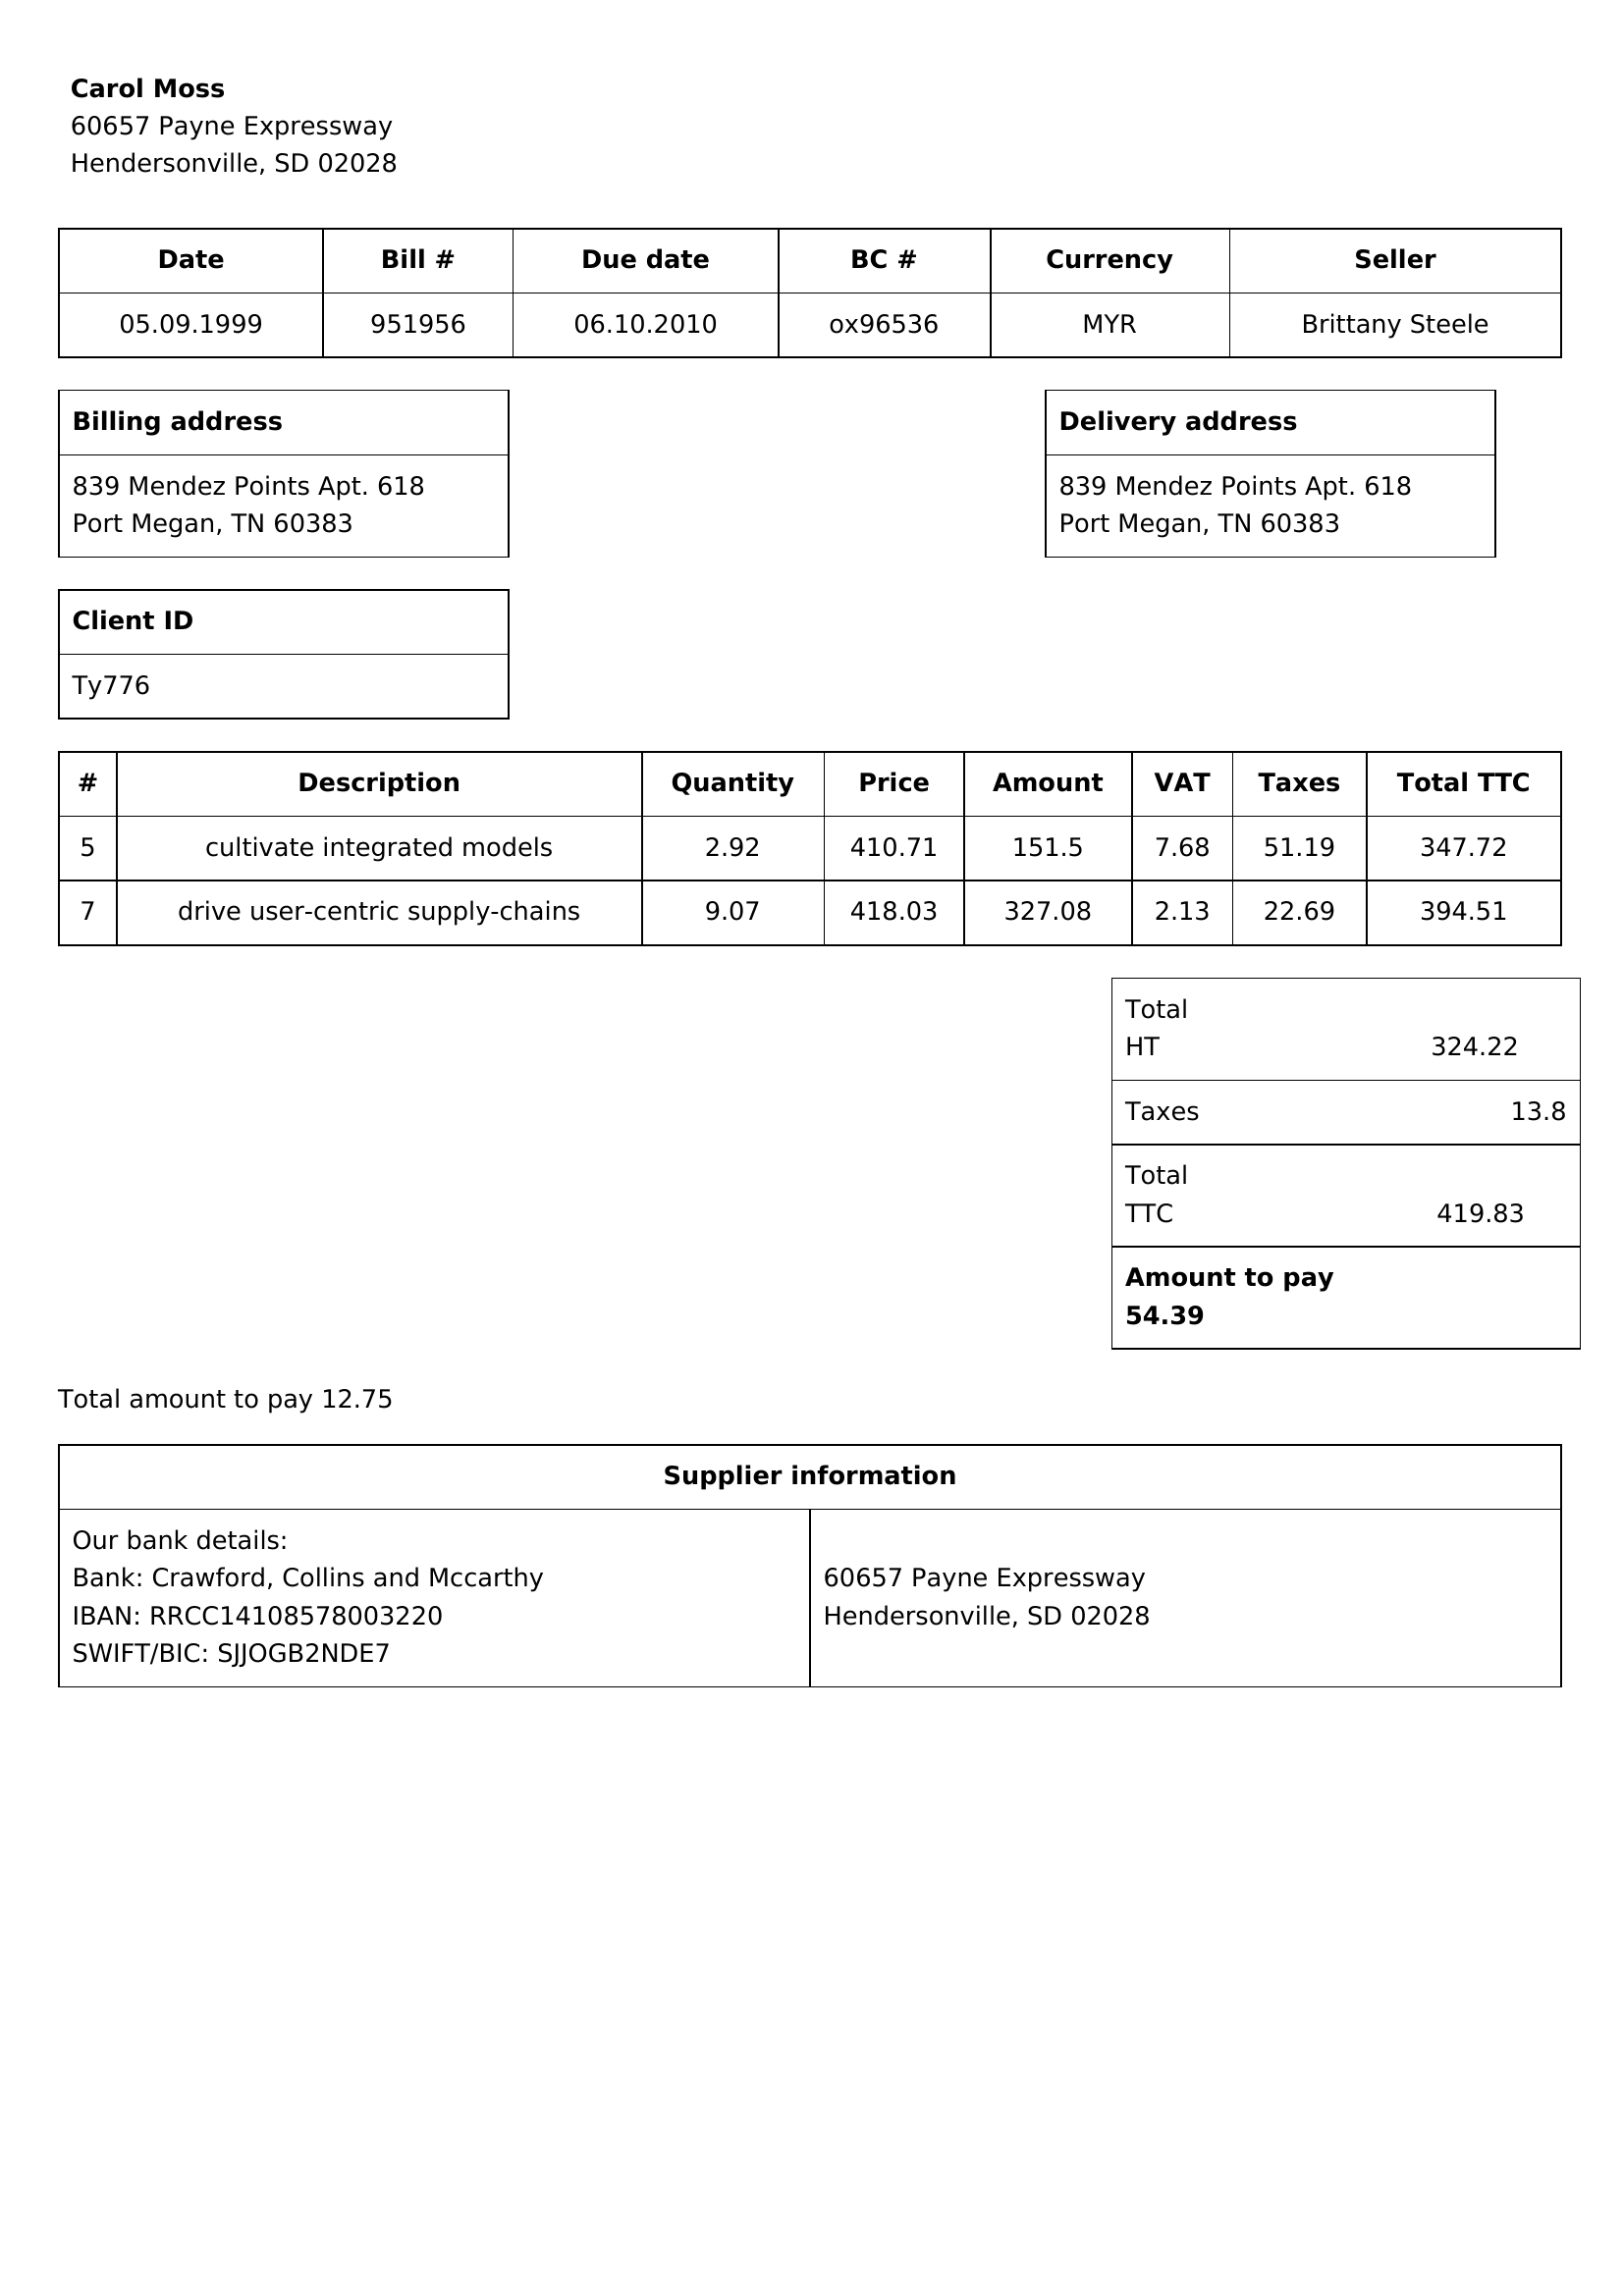 Carol Moss
60657 Payne Expressway
Hendersonville, SD 02028
Date Bill # Due date BC # Currency Seller
05.09.1999 951956 06.10.2010 ox96536 MYR Brittany Steele
Billing address
839 Mendez Points Apt. 618
Port Megan, TN 60383
Delivery address
839 Mendez Points Apt. 618
Port Megan, TN 60383
Client ID
Ty776
# Description Quantity Price Amount VAT Taxes Total TTC
5 cultivate integrated models 2.92 410.71 151.5 7.68 51.19 347.72
7 drive user-centric supply-chains 9.07 418.03 327.08 2.13 22.69 394.51
Total
HT 324.22
Taxes 13.8
Total
TTC 419.83
Amount to pay
54.39
Total amount to pay 12.75
Supplier information
Our bank details:
Bank: Crawford, Collins and Mccarthy
IBAN: RRCC14108578003220
SWIFT/BIC: SJJOGB2NDE7
60657 Payne Expressway
Hendersonville, SD 02028